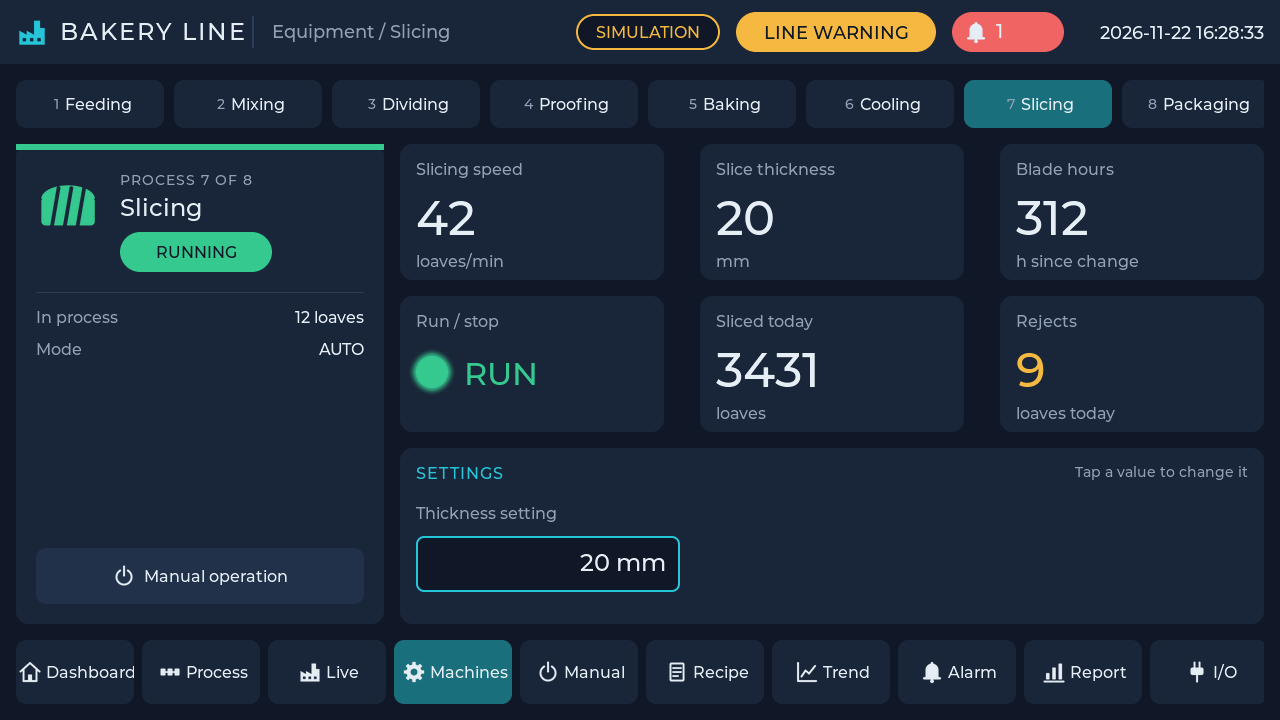 BAKERY LINE
Equipment / Slicing
SIMULATION
LINE WARNING
1
2026-11-22 16:28:33
1 Feeding
2 Mixing
3 Dividing
4 Proofing
5 Baking
6 Cooling
7 Slicing
8 Packaging
PROCESS 7 OF 8
Slicing
RUNNING
In process 12 loaves
Mode AUTO
Manual operation
Slicing speed
42
loaves/min
Slice thickness
20
mm
Blade hours
312
h since change
Run / stop
RUN
Sliced today
3431
loaves
Rejects
9
loaves today
SETTINGS
Tap a value to change it
Thickness setting
20 mm
Dashboard
Process
Live
Machines
Manual
Recipe
Trend
Alarm
Report
I/O